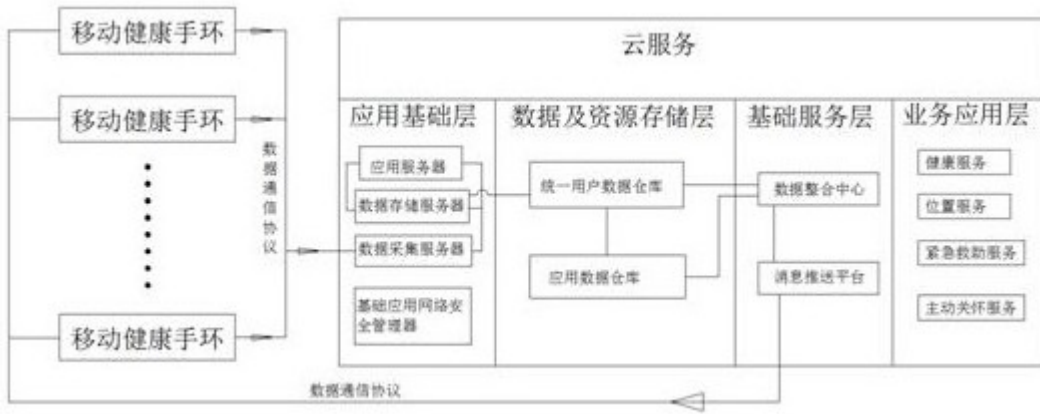 移动健康手环
移动健康手环
移动健康手环
数据通信协议
云服务
应用基础层
应用服务器
数据存储服务器
数据采集服务器
基础应用网络安
全管理器
数据及资源存储层
统一用户数据仓库
应用数据仓库
基础服务层
数据整合中心
消息推送平台
业务应用层
健康服务
位置服务
紧急救助服务
主动关怀服务
数据通信协议